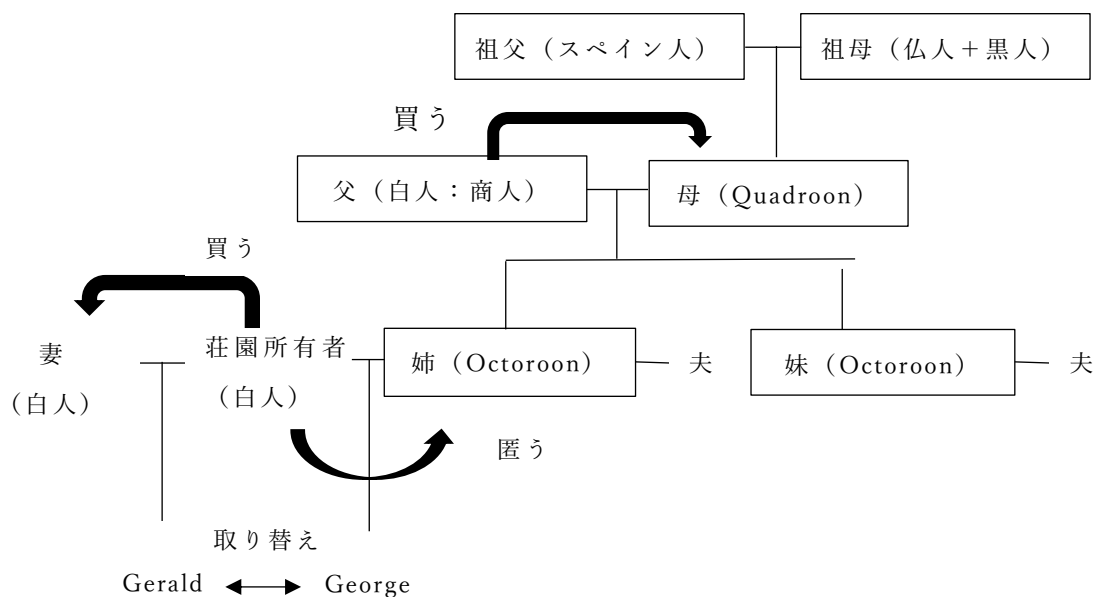 祖父（スペイン人）
祖母（仏人＋黒人）
買う
父（白人：商人）
母（Quadroon）
買う
妻
（白人）
荘園所有者
（白人）
姉（Octoroon）
夫
妹（Octoroon）
夫
匿う
取り替え
Gerald
George